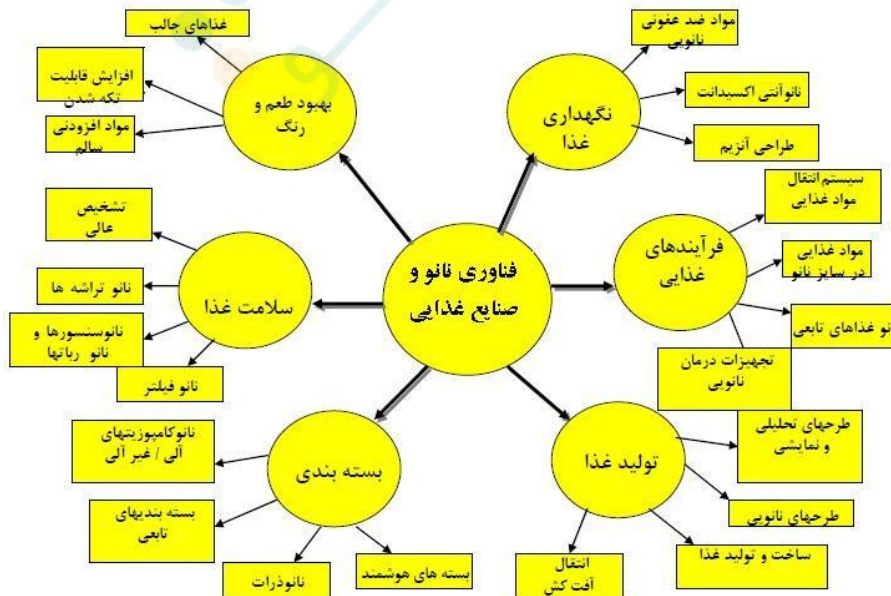 فناوری نانو و
صنایع غذایی
نگهداری
غذا
مواد ضد عفونی
نانویی
نانوآنتی اکسیدانت
طراحی آنزیم
فرآیندهای
غذایی
سیستم انتقال
مواد غذایی
مواد غذایی
در سایز نانو
نو غذاهای تابعی
تجهیزات درمان
نانویی
تولید غذا
طرحهای تحلیلی
و نمایشی
طرحهای نانویی
ساخت و تولید غذا
انتقال
آفت کش
بسته بندی
بسته های هوشمند
نانوذرات
بسته بندیهای
تابعی
نانوکامپوزیتهای
آلی / غیر آلی
سلامت غذا
نانو فیلتر
نانوسنسورها و
نانو رباتها
نانو تراشه ها
تشخیص
عالی
بهبود طعم و
رنگ
مواد افزودنی
سالم
افزایش قابلیت
تکه شدن
غذاهای جالب